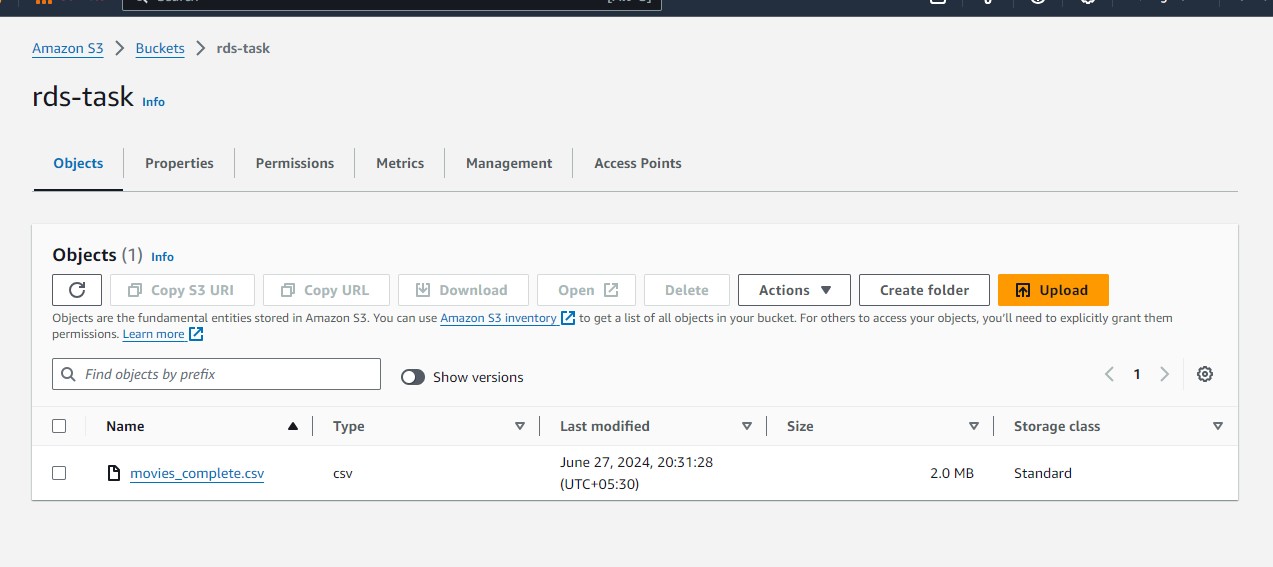 Amazon S3 > Buckets > rds-task
rds-task Info
Objects Properties Permissions Metrics Management Access Points
Objects (1) Info
Copy S3 URI Copy URL Download Open Delete Actions Create folder Upload
Objects are the fundamental entities stored in Amazon S3. You can use Amazon S3 inventory to get a list of all objects in your bucket. For others to access your objects, you'll need to explicitly grant them
permissions. Learn more
Find objects by prefix Show versions 1
Name Type Last modified Size Storage class
movies_complete.csv csv June 27, 2024, 20:31:28 2.0 MB Standard
(UTC+05:30)